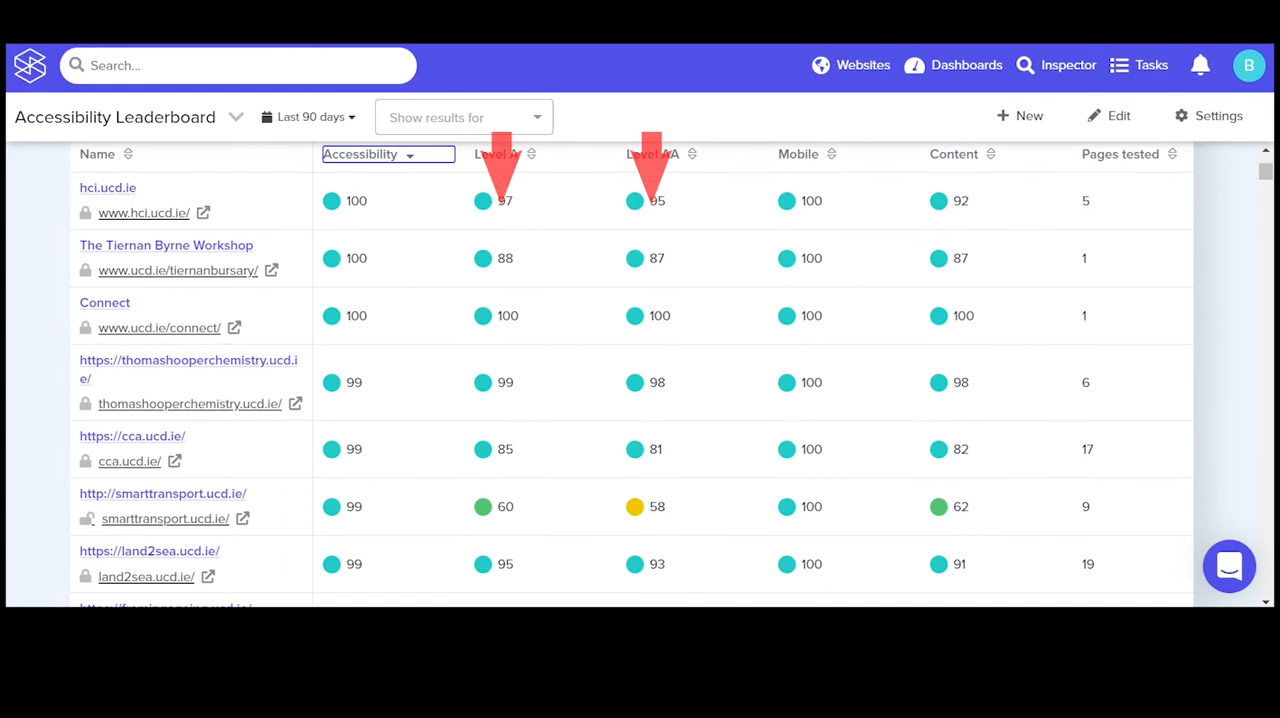 Search...
Websites
Dashboards
Inspector
Tasks
B
Accessibility Leaderboard
Last 90 days
Show results for
New
Edit
Settings
Name Accessibility Level A Level AA Mobile Content Pages tested
hci.ucd.ie
www.hci.ucd.ie/
100 97 95 100 92 5
The Tiernan Byrne Workshop
www.ucd.ie/tiernanbursary/
100 88 87 100 87 1
Connect
www.ucd.ie/connect/
100 100 100 100 100 1
https://thomashooperchemistry.ucd.i
e/
thomashooperchemistry.ucd.ie/
99 99 98 100 98 6
https://cca.ucd.ie/
cca.ucd.ie/
99 85 81 100 82 17
http://smarttransport.ucd.ie/
smarttransport.ucd.ie/
99 60 58 100 62 9
https://land2sea.ucd.ie/
land2sea.ucd.ie/
99 95 93 100 91 19